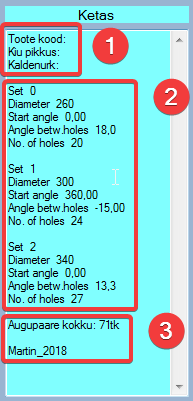 Ketas
Toote kood:
Kiu pikkus:
Kaldenurk:
1
2
Set 0
Diameter 260
Start angle 0,00
Angle betw.holes 18,0
No. of holes 20
Set 1
Diameter 300
Start angle 360,00
Angle betw.holes -15,00
No. of holes 24
Set 2
Diameter 340
Start angle 0,00
Angle betw.holes 13,3
No. of holes 27
Augupaare kokku: 71tk
3
Martin_2018